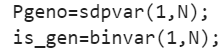 Pgeno=sdpvar(1,N);
is_gen=binvar(1,N);